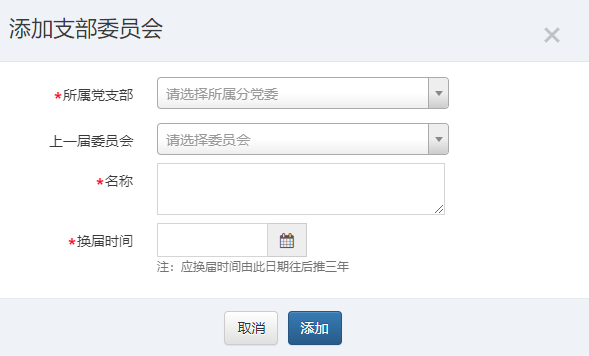 添加支部委员会
*所属党支部 请选择所属分党委
上一届委员会 请选择委员会
*名称
*换届时间
注：应换届时间由此日期往后推三年
取消 添加